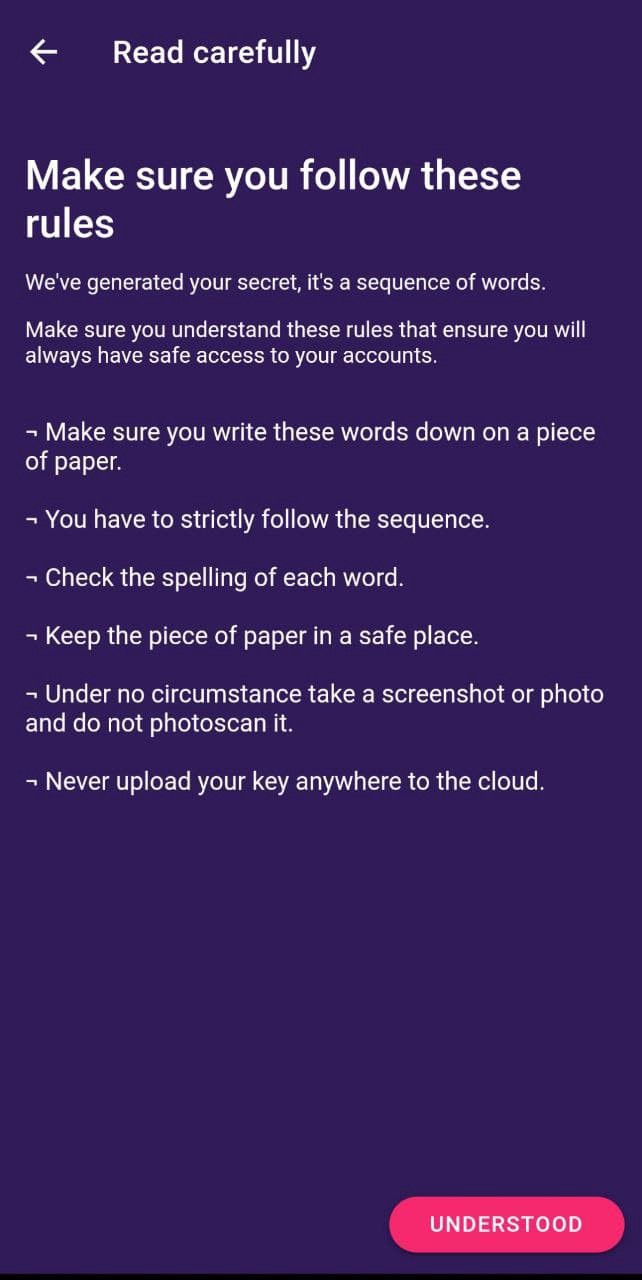 Read carefully
Make sure you follow these
rules
We've generated your secret, it's a sequence of words.
Make sure you understand these rules that ensure you will
always have safe access to your accounts.
¬ Make sure you write these words down on a piece
of paper.
¬ You have to strictly follow the sequence.
¬ Check the spelling of each word.
¬ Keep the piece of paper in a safe place.
¬ Under no circumstance take a screenshot or photo
and do not photoscan it.
¬ Never upload your key anywhere to the cloud.
UNDERSTOOD